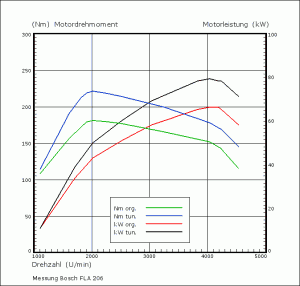 (Nm) Motordrehmoment Motorleistung (kW)
300 100
250 80
200 60
150
100 40
50 20
0 0
1000 2000 3000 4000 5000
Nm org.
Nm tun.
kW org.
kW tun.
Drehzahl (U/min)
Messung Bosch FLA 206